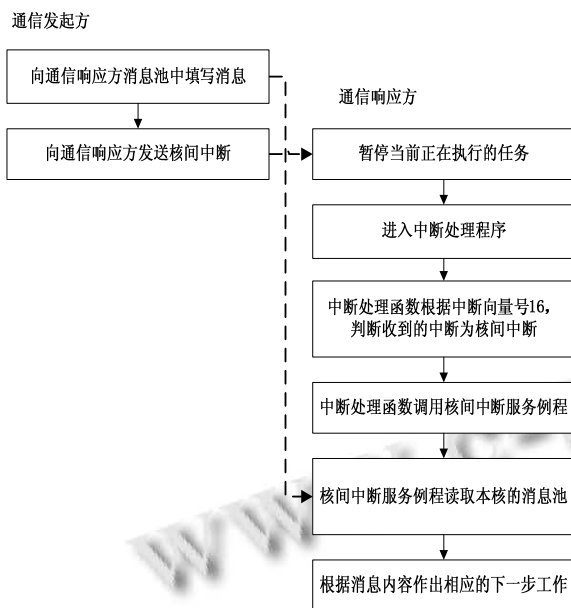 通信发起方
向通信响应方消息池中填写消息
向通信响应方发送核间中断
通信响应方
暂停当前正在执行的任务
进入中断处理程序
中断处理函数根据中断向量号16，
判断收到的中断为核间中断
中断处理函数调用核间中断服务例程
核间中断服务例程读取本核的消息池
根据消息内容作出相应的下一步工作